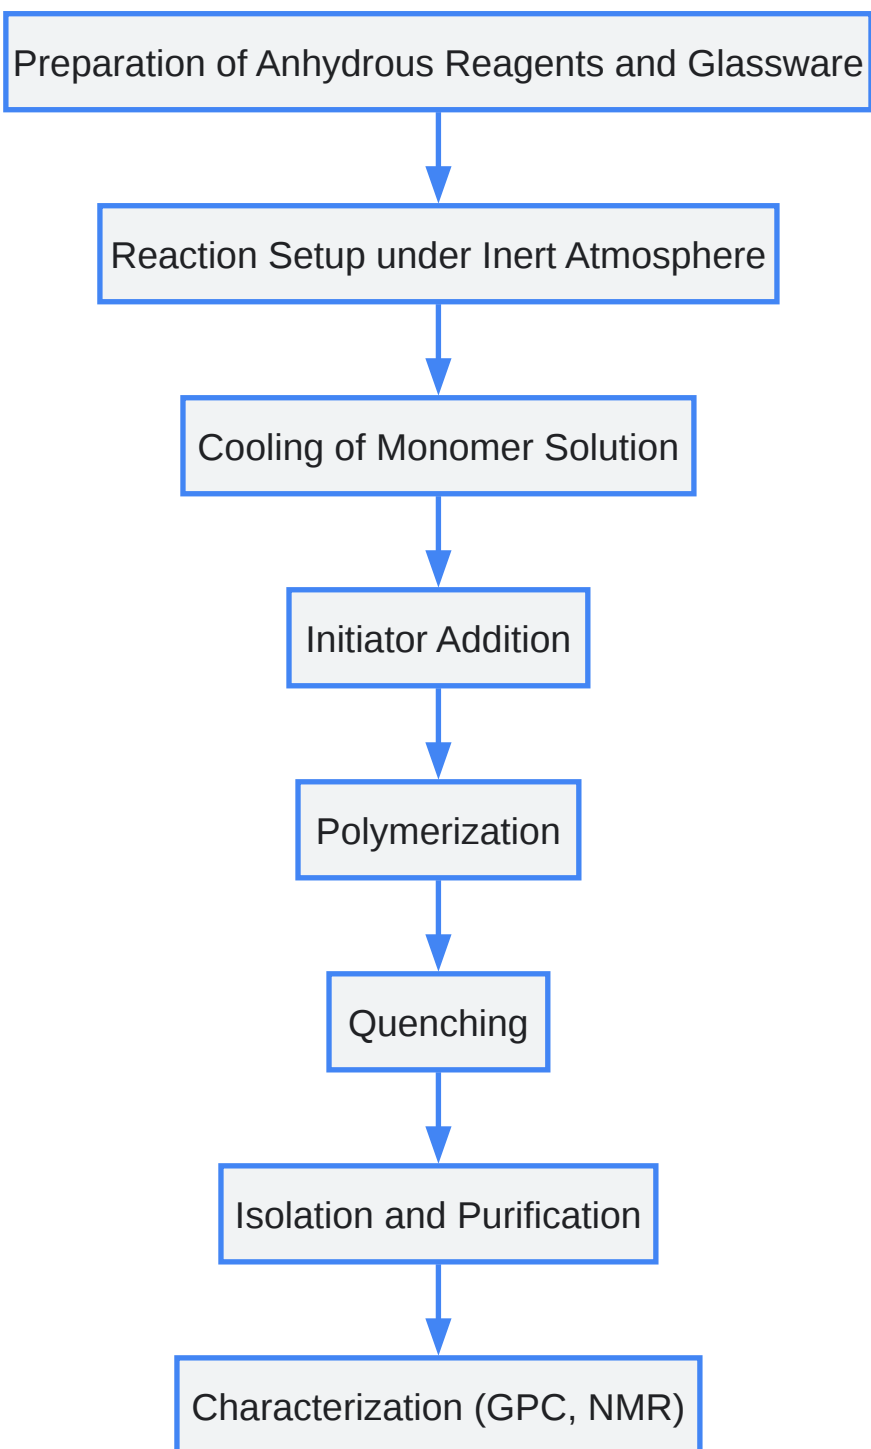 Preparation of Anhydrous Reagents and Glassware
Reaction Setup under Inert Atmosphere
Cooling of Monomer Solution
Initiator Addition
Polymerization
Quenching
Isolation and Purification
Characterization (GPC, NMR)